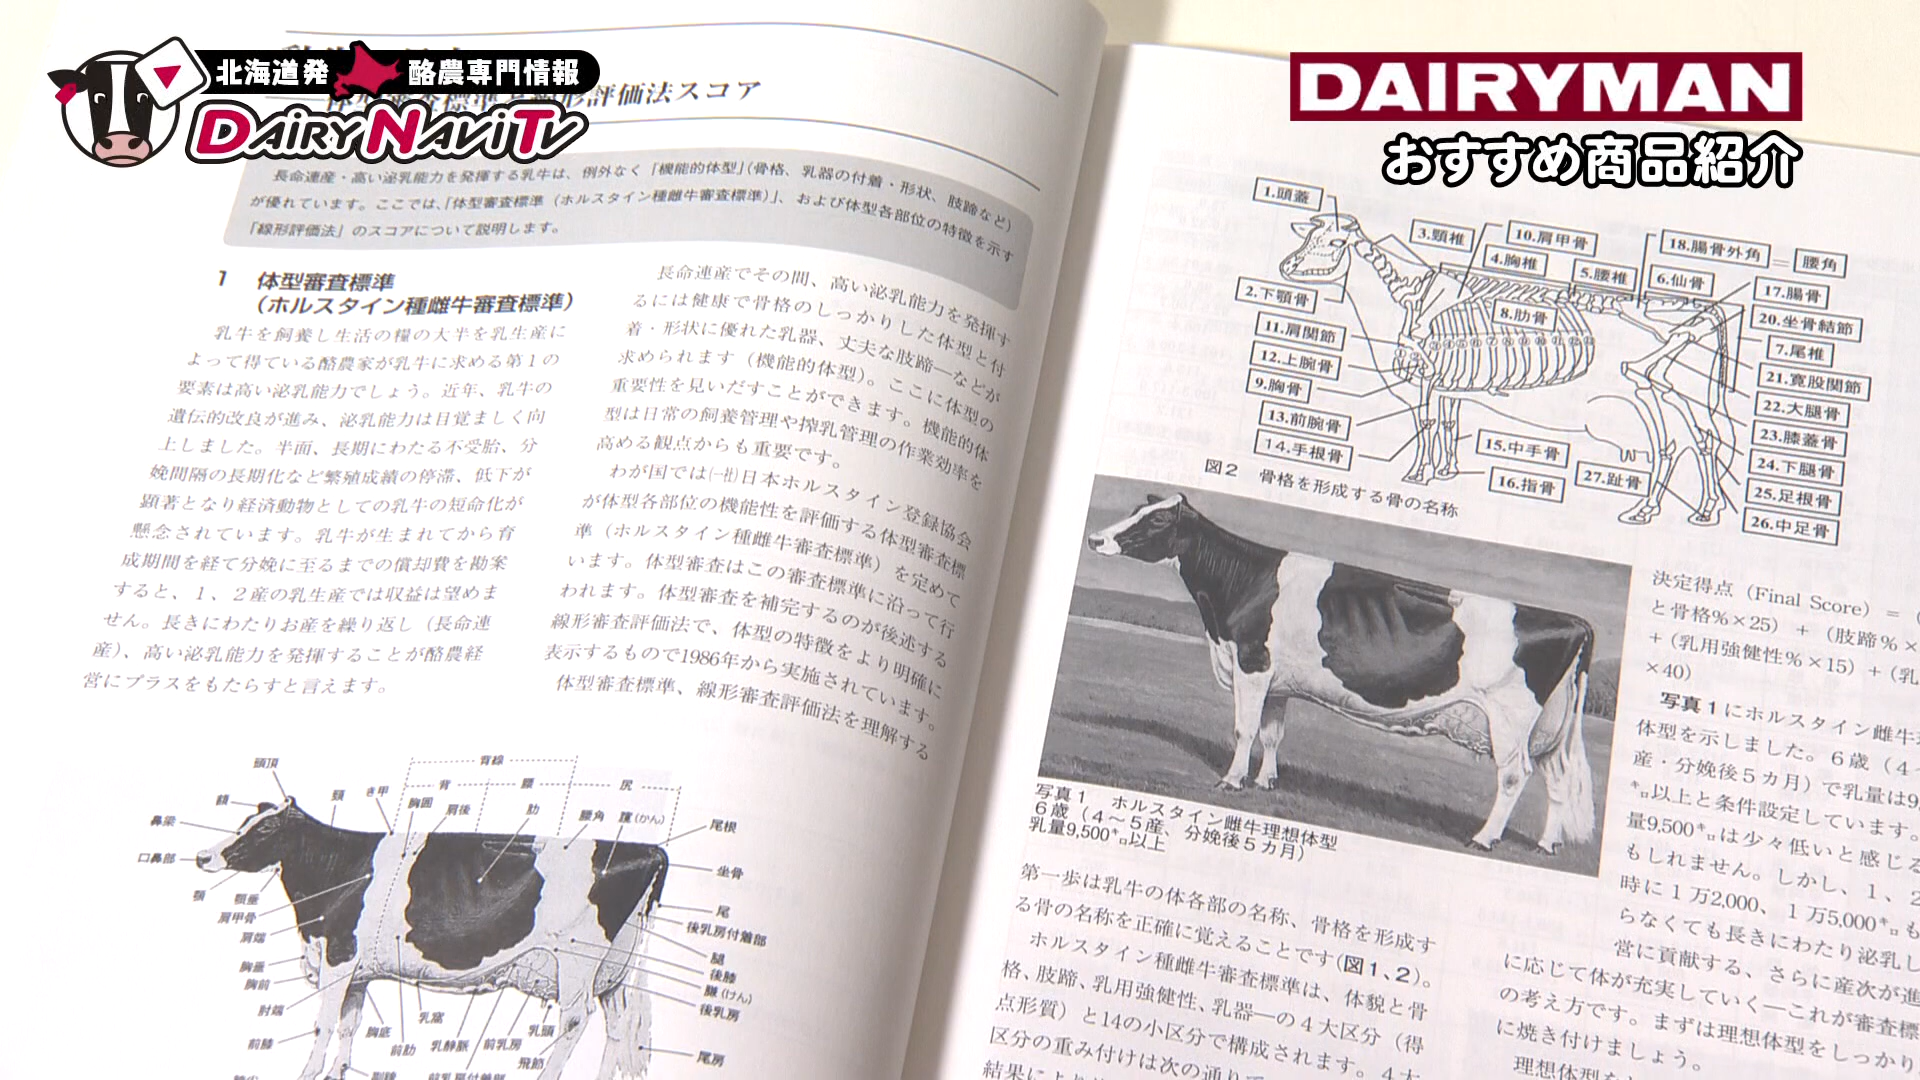 北海道発 酪農専門情報
DAIRY NAVI TV
DAIRYMAN
おすすめ商品紹介
体型審査標準と線形評価法スコア
長命連産・高い泌乳能力を発揮する乳牛は、例外なく「機能的体型」(骨格、乳器の付着・形状、肢蹄など)
が優れています。ここでは、「体型審査標準(ホルスタイン種雌牛審査標準)」、および体型各部位の特徴を示す
「線形評価法」のスコアについて説明します。
1 体型審査標準
(ホルスタイン種雌牛審査標準)
乳牛を飼養し生活の糧の大半を乳生産に
よって得ている酪農家が乳牛に求める第1の
要素は高い泌乳能力でしょう。近年、乳牛の
遺伝的改良が進み、泌乳能力は目覚ましく向
上しました。半面、長期にわたる不受胎、分
娩間隔の長期化など繁殖成績の停滞、低下が
顕著となり経済動物としての乳牛の短命化が
懸念されています。乳牛が生まれてから育
成期間を経て分娩に至るまでの償却費を勘案
すると、1、2産の乳生産では収益は望めま
せん。長きにわたりお産を繰り返し(長命連
産)、高い泌乳能力を発揮することが酪農経
営にプラスをもたらすと言えます。
長命連産でその間、高い泌乳能力を発揮す
るには健康で骨格のしっかりした体型と付
着・形状に優れた乳器、丈夫な肢蹄―などが
求められます(機能的体型)。ここに体型の
重要性を見いだすことができます。機能的体
型は日常の飼養管理や搾乳管理の作業効率を
高める観点からも重要です。
わが国では(一社)日本ホルスタイン登録協会
が体型各部位の機能性を評価する体型審査標
準(ホルスタイン種雌牛審査標準)を定めて
います。体型審査はこの審査標準に沿って行
われます。体型審査を補完するのが後述する
線形審査評価法で、体型の特徴をより明確に
表示するもので1986年から実施されています。
体型審査標準、線形審査評価法を理解する
背線
背 腰 尻
頭頂
額
頸
き甲
胸囲
肩後
肋
腰角
臗(かん)
尾根
鼻梁
口鼻部
坐骨
顎
胸垂
肩甲骨
肩端
尾
後乳房付着部
腿
後膝
胸垂
胸前
膁(けん)
後乳房
肘端
胸底
乳窩
前肋
乳静脈
前乳房
乳頭
飛節
前膝
尾房
副蹄
前乳房付着部
1.頭蓋
3.頸椎
10.肩甲骨
4.胸椎
5.腰椎
18.腸骨外角 = 腰角
6.仙骨
17.腸骨
2.下顎骨
8.肋骨
20.坐骨結節
11.肩関節
7.尾椎
12.上腕骨
21.寛股関節
9.胸骨
22.大腿骨
13.前腕骨
23.膝蓋骨
14.手根骨
15.中手骨
24.下腿骨
16.指骨
27.趾骨
25.足根骨
26.中足骨
図2 骨格を形成する骨の名称
写真1 ホルスタイン雌牛理想体型
6歳(4~5産、分娩後5カ月)
乳量9,500㌔以上
第一歩は乳牛の体各部の名称、骨格を形成す
る骨の名称を正確に覚えることです(図1、2)。
ホルスタイン種雌牛審査標準は、体貌と骨
格、肢蹄、乳用強健性、乳器―の4大区分(得
点形質)と14の小区分で構成されます。4大
区分の重み付けは次の通り
決定得点(Final Score)=
と骨格%×25)+(肢蹄%×
+(乳用強健性%×15)+(乳
×40)
写真1にホルスタイン雌牛
体型を示しました。6歳(4~
産・分娩後5カ月)で乳量は9
㌔以上と条件設定しています。
量9,500㌔は少々低いと感じる
もしれません。しかし、1、2
時に1万2,000、1万5,000㌔も
らなくても長きにわたり泌乳し
営に貢献する、さらに産次が進
に応じて体が充実していく―これが審査標
の考え方です。まずは理想体型をしっかり
に焼き付けましょう。